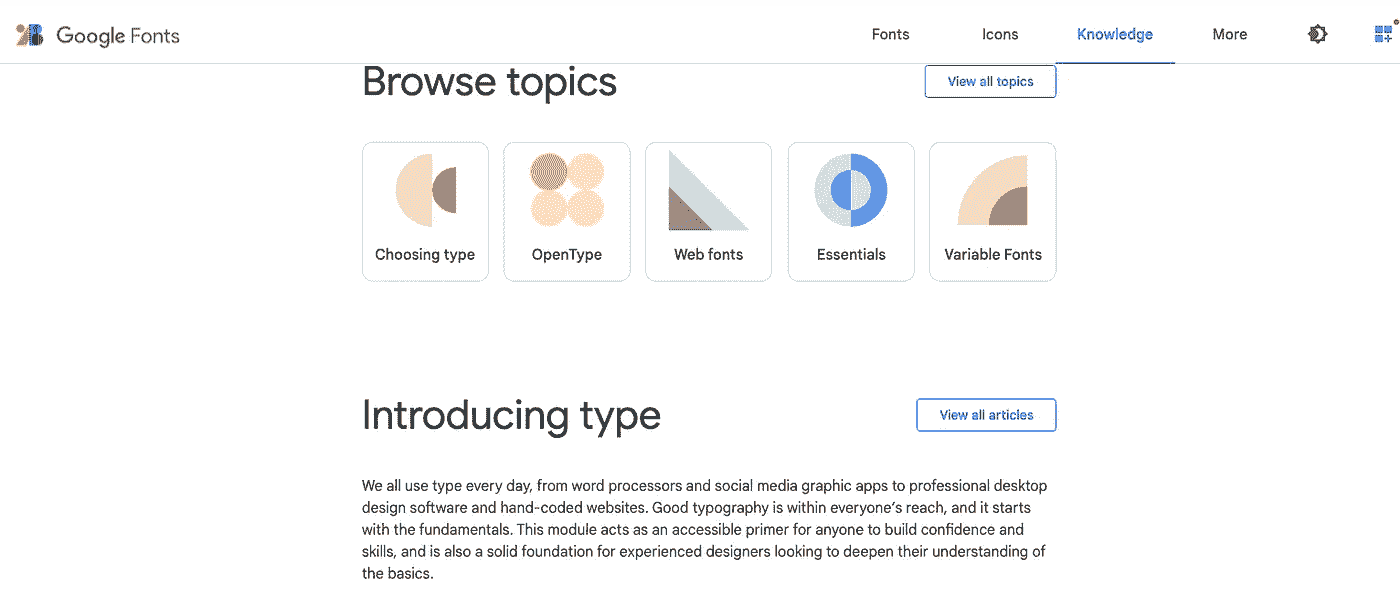 Google Fonts
Fonts
Icons
Knowledge
More
Browse topics
View all topics
Choosing type
OpenType
Web fonts
Essentials
Variable Fonts
Introducing type
View all articles
We all use type every day, from word processors and social media graphic apps to professional desktop
design software and hand-coded websites. Good typography is within everyone’s reach, and it starts
with the fundamentals. This module acts as an accessible primer for anyone to build confidence and
skills, and is also a solid foundation for experienced designers looking to deepen their understanding of
the basics.